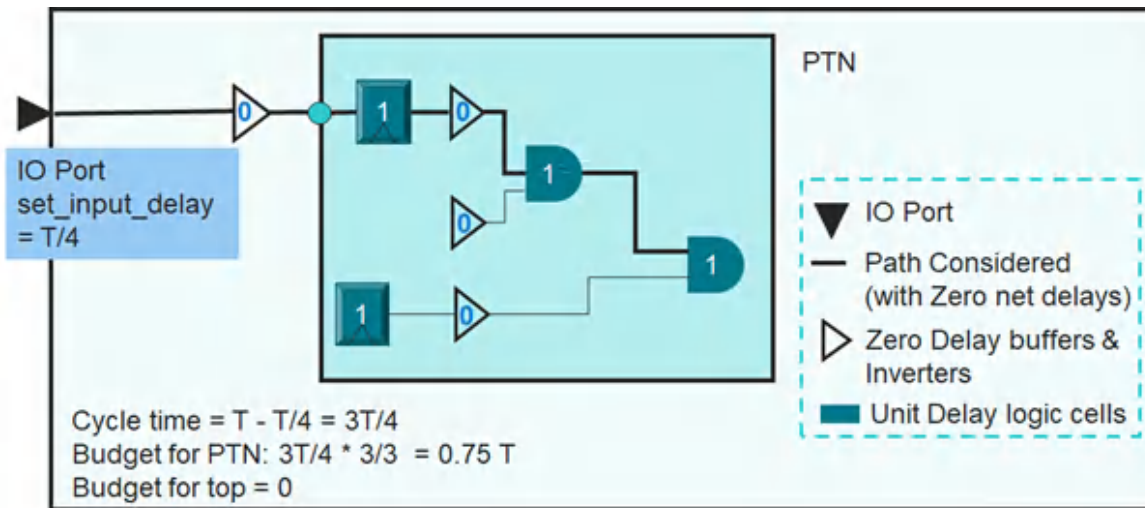 PTN
0
1
0
IO Port
set_input_delay
= T/4
1
0
1
1
0
IO Port
Path Considered
(with Zero net delays)
Zero Delay buffers &
Inverters
Unit Delay logic cells
Cycle time = T - T/4 = 3T/4
Budget for PTN: 3T/4 * 3/3 = 0.75 T
Budget for top = 0